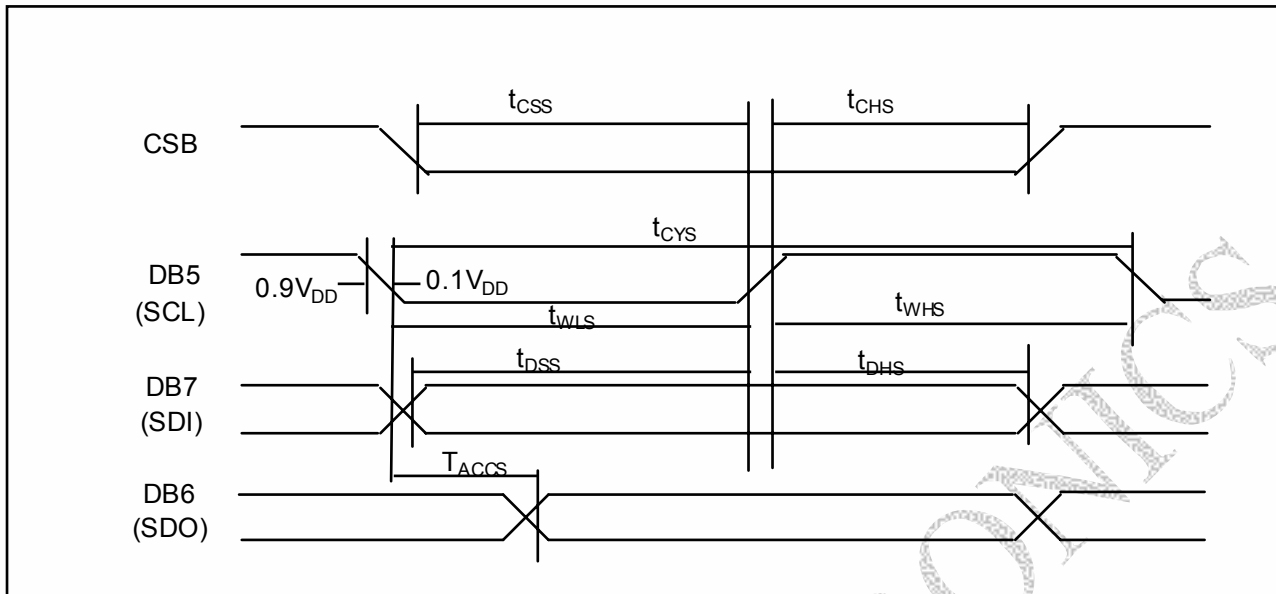 tCSS
tCHS
CSB
tCYS
DB5
(SCL)
0.9VDD
0.1VDD
tWLS
tWHS
tDSS
tDHS
DB7
(SDI)
TACCS
DB6
(SDO)
ONICS